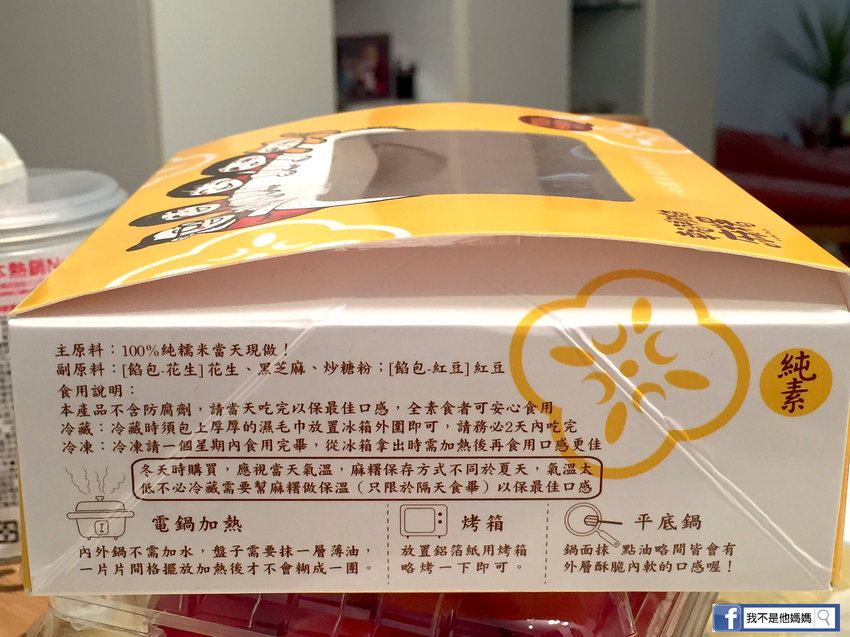 本熱銷N
主原料：100%純糯米當天現做！
副原料：[餡包-花生]花生、黑芝麻、炒糖粉；[餡包-紅豆]紅豆
食用說明：
本產品不含防腐劑，請當天吃完以保最佳口感，全素食者可安心食用
冷藏：冷藏時須包上厚厚的濕毛巾放置冰箱外圍即可，請務必2天內吃完
冷凍：冷凍請一個星期內食用完畢，從冰箱拿出時需加熱後再食用口感更佳
冬天時購買，應視當天氣溫，麻糬保存方式不同於夏天，氣溫太
低不必冷藏需要幫麻糬做保溫（只限於隔天食畢）以保最佳口感
純素
電鍋加熱
內外鍋不需加水，盤子需要抹一層薄油，
一片片間格擺放加熱後才不會糊成一團。
烤箱
放置鋁箔紙用烤箱
略烤一下即可。
平底鍋
鍋面抹一點油略間皆會有
外層酥脆內軟的口感喔！
f 我不是他媽媽